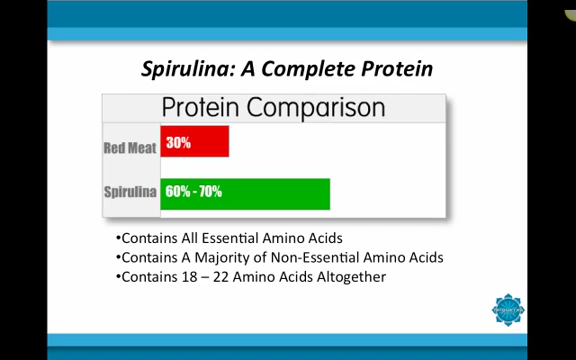 Spirulina: A Complete Protein
Protein Comparison
Red Meat 30%
Spirulina 60% - 70%
•Contains All Essential Amino Acids
•Contains A Majority of Non-Essential Amino Acids
•Contains 18 – 22 Amino Acids Altogether